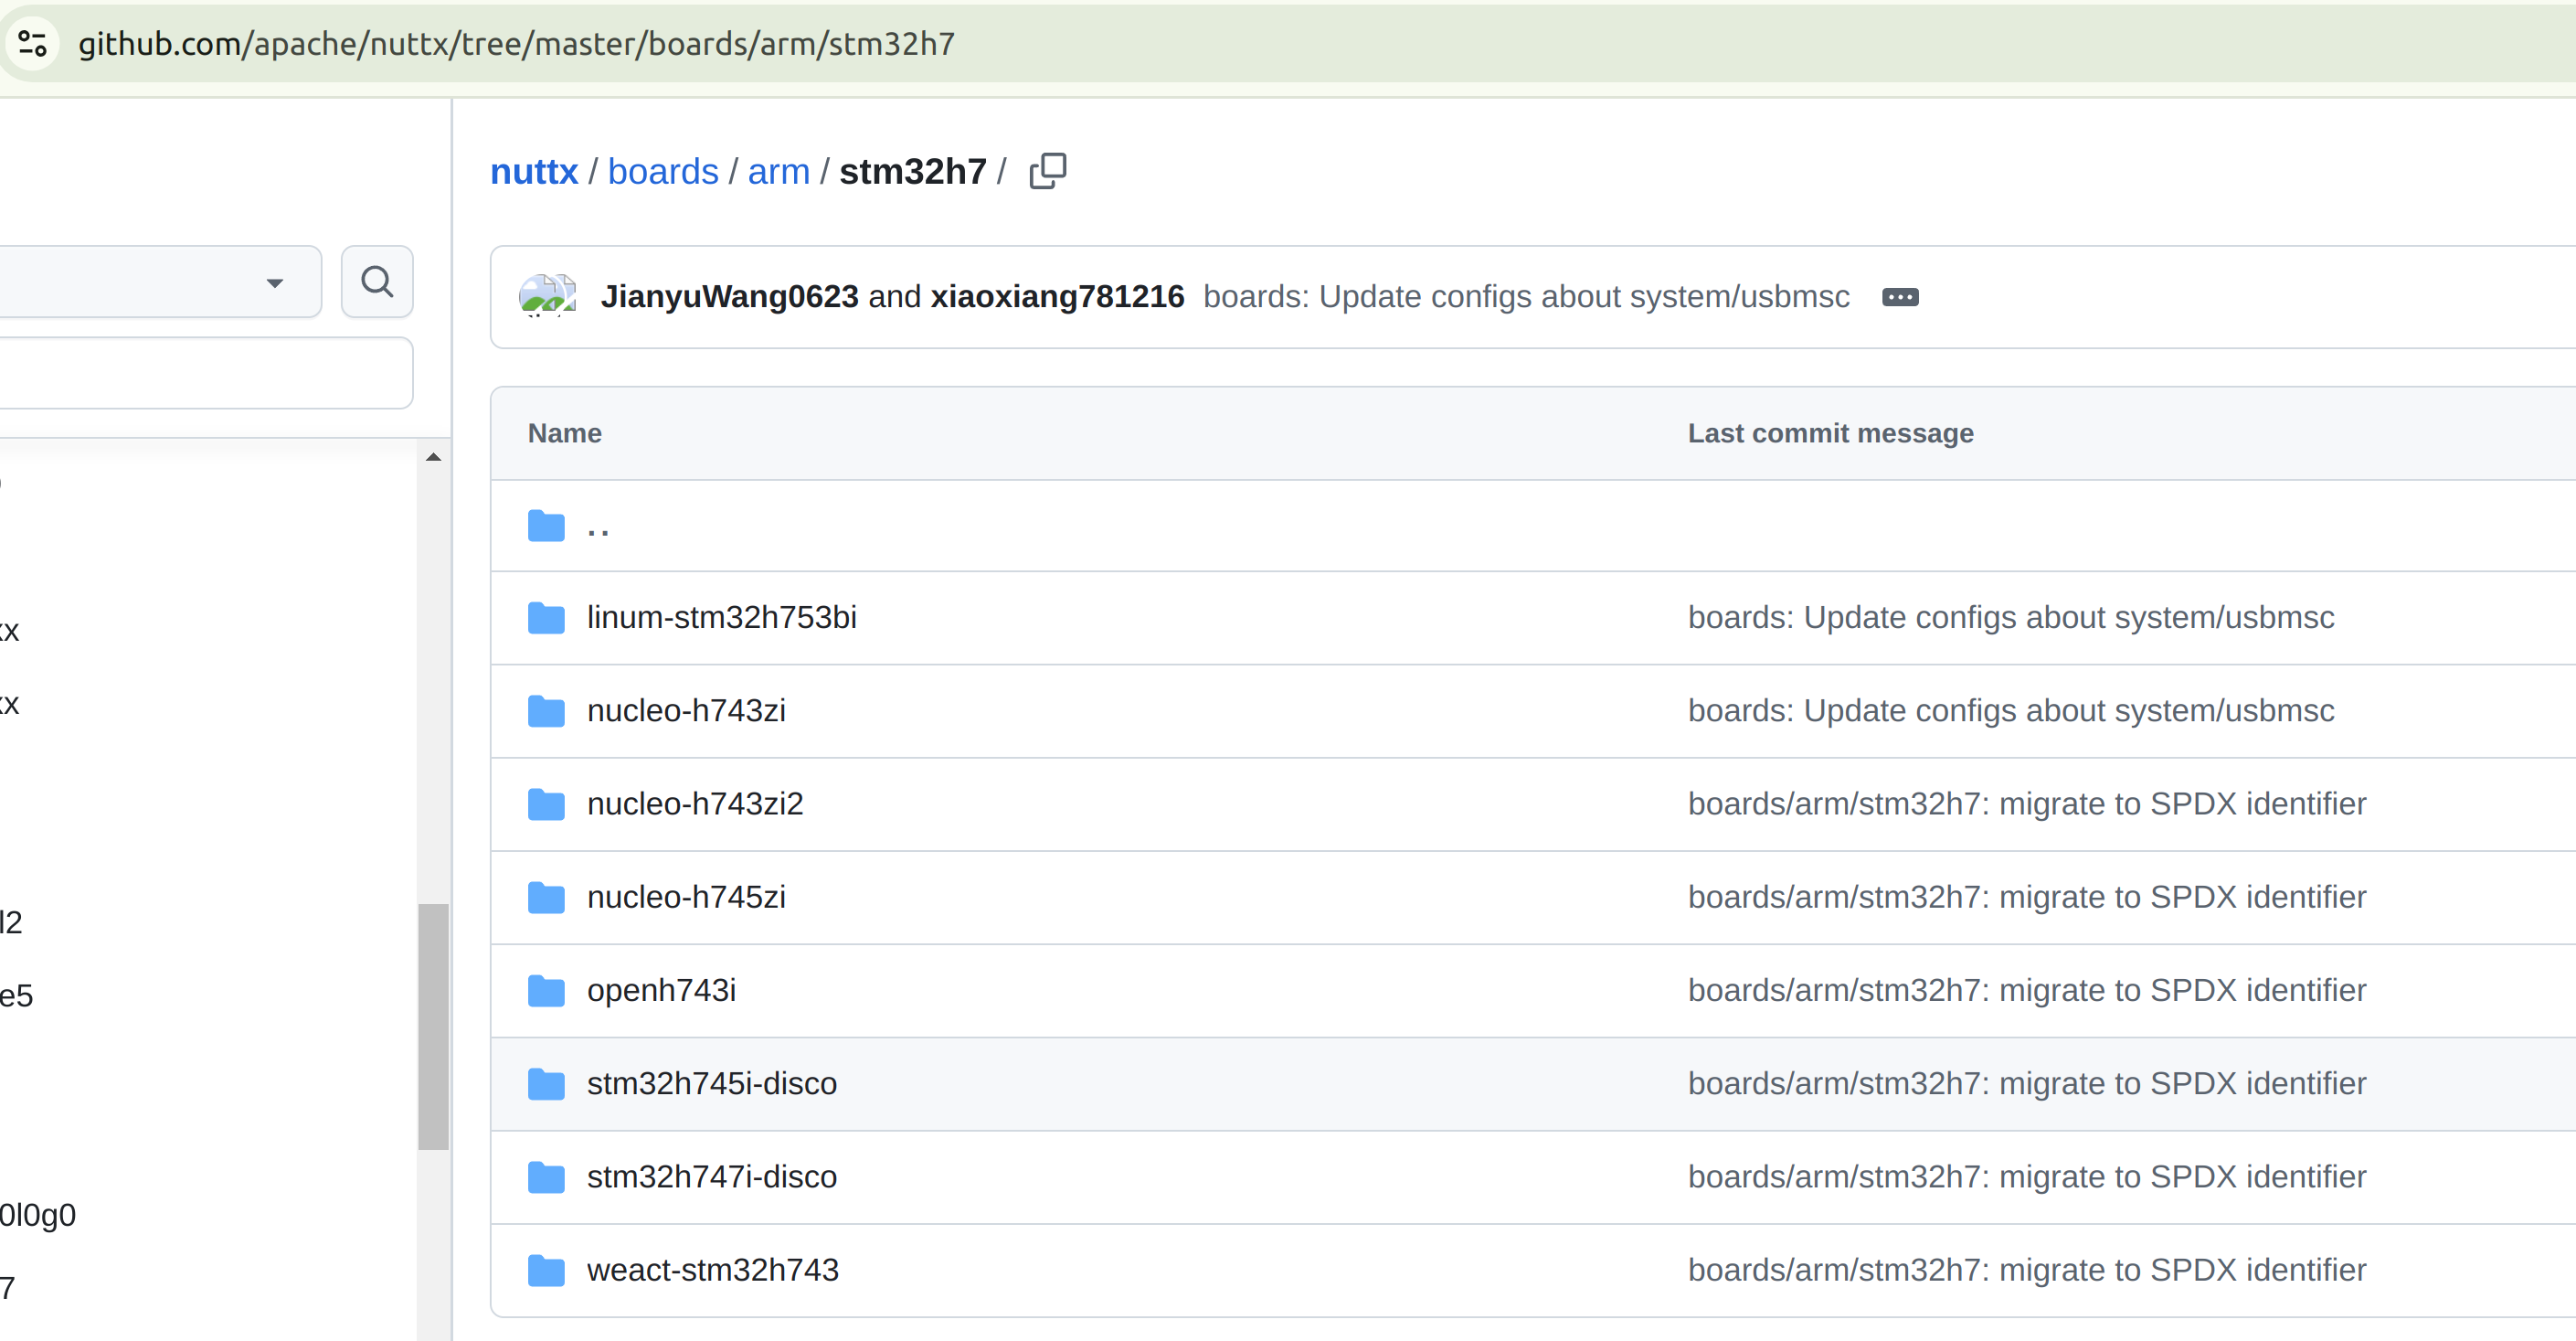 github.com/apache/nuttx/tree/master/boards/arm/stm32h7
nuttx / boards / arm / stm32h7 /
JianyuWang0623 and xiaoxiang781216 boards: Update configs about system/usbmsc
Name Last commit message
..
linum-stm32h753bi boards: Update configs about system/usbmsc
xx
nucleo-h743zi boards: Update configs about system/usbmsc
xx
nucleo-h743zi2 boards/arm/stm32h7: migrate to SPDX identifier
nucleo-h745zi boards/arm/stm32h7: migrate to SPDX identifier
l2
openh743i boards/arm/stm32h7: migrate to SPDX identifier
e5
stm32h745i-disco boards/arm/stm32h7: migrate to SPDX identifier
stm32h747i-disco boards/arm/stm32h7: migrate to SPDX identifier
0l0g0
weact-stm32h743 boards/arm/stm32h7: migrate to SPDX identifier
7